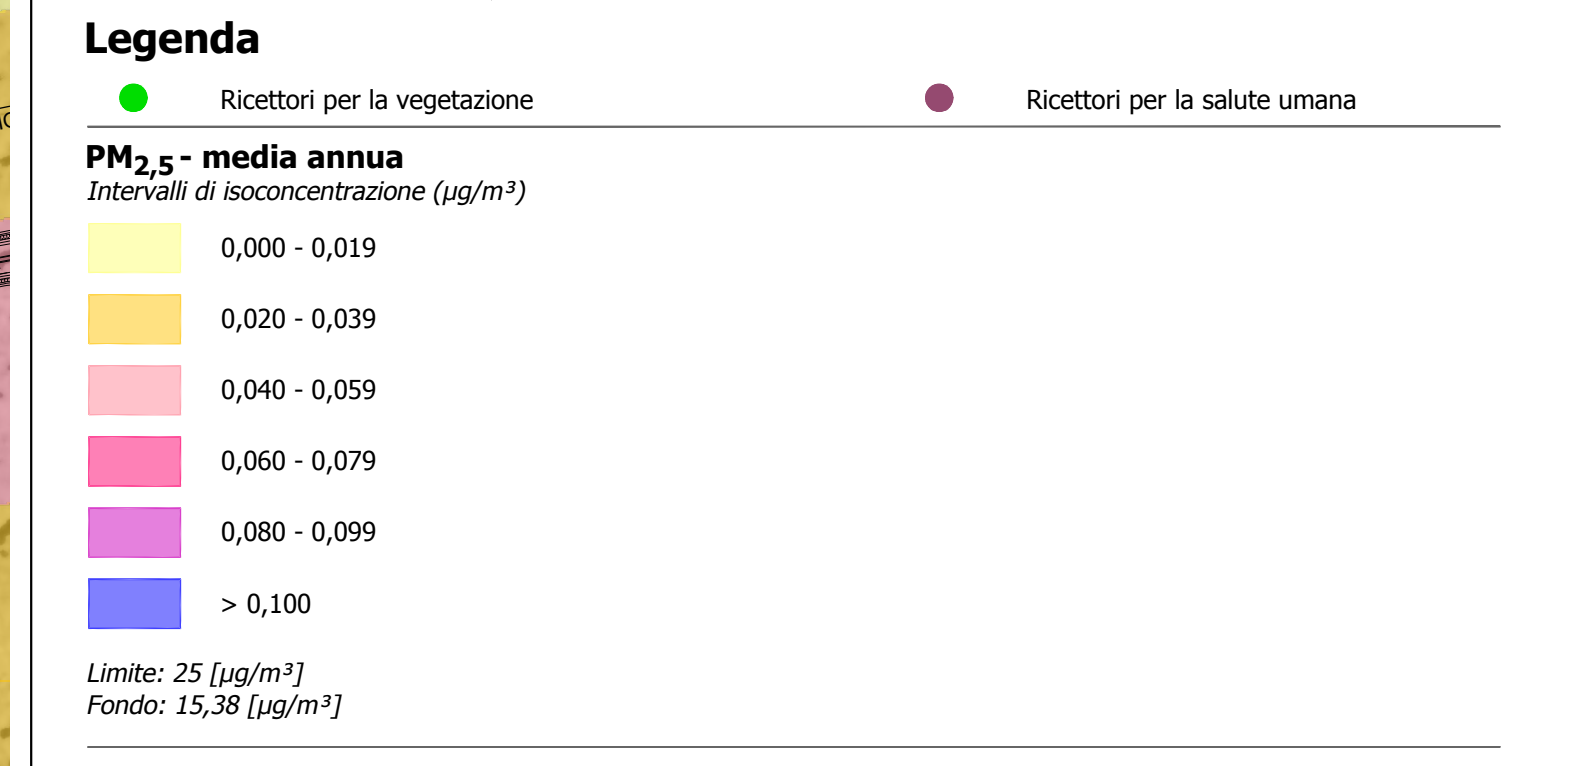 Legenda
Ricettori per la vegetazione Ricettori per la salute umana
PM2,5 - media annua
Intervalli di isoconcentrazione (µg/m³)
0,000 - 0,019
0,020 - 0,039
0,040 - 0,059
0,060 - 0,079
0,080 - 0,099
> 0,100
Limite: 25 [µg/m³]
Fondo: 15,38 [µg/m³]